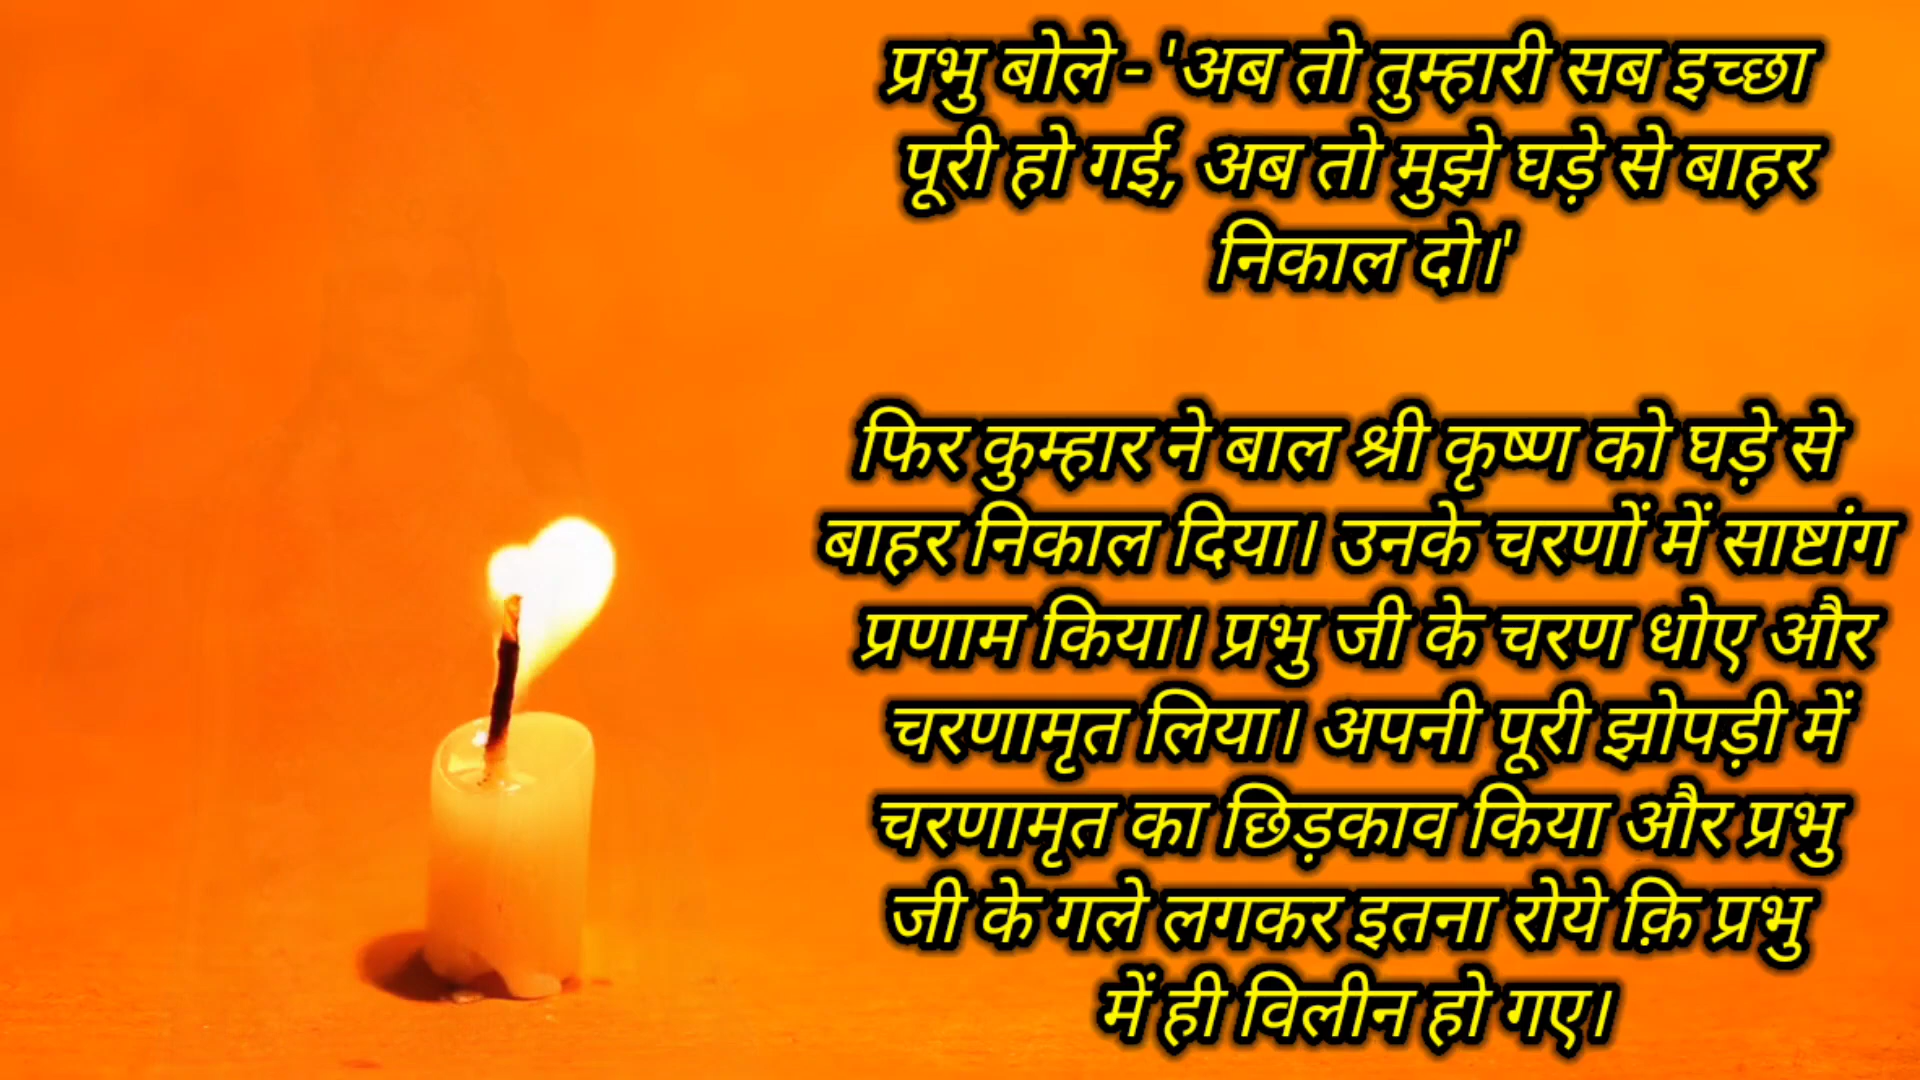 प्रभु बोले - 'अब तो तुम्हारी सब इच्छा
पूरी हो गई, अब तो मुझे घड़े से बाहर
निकाल दो।'
फिर कुम्हार ने बाल श्री कृष्ण को घड़े से
बाहर निकाल दिया। उनके चरणों में साष्टांग
प्रणाम किया। प्रभु जी के चरण धोए और
चरणामृत लिया। अपनी पूरी झोपड़ी में
चरणामृत का छिड़काव किया और प्रभु
जी के गले लगकर इतना रोये क़ि प्रभु
में ही विलीन हो गए।